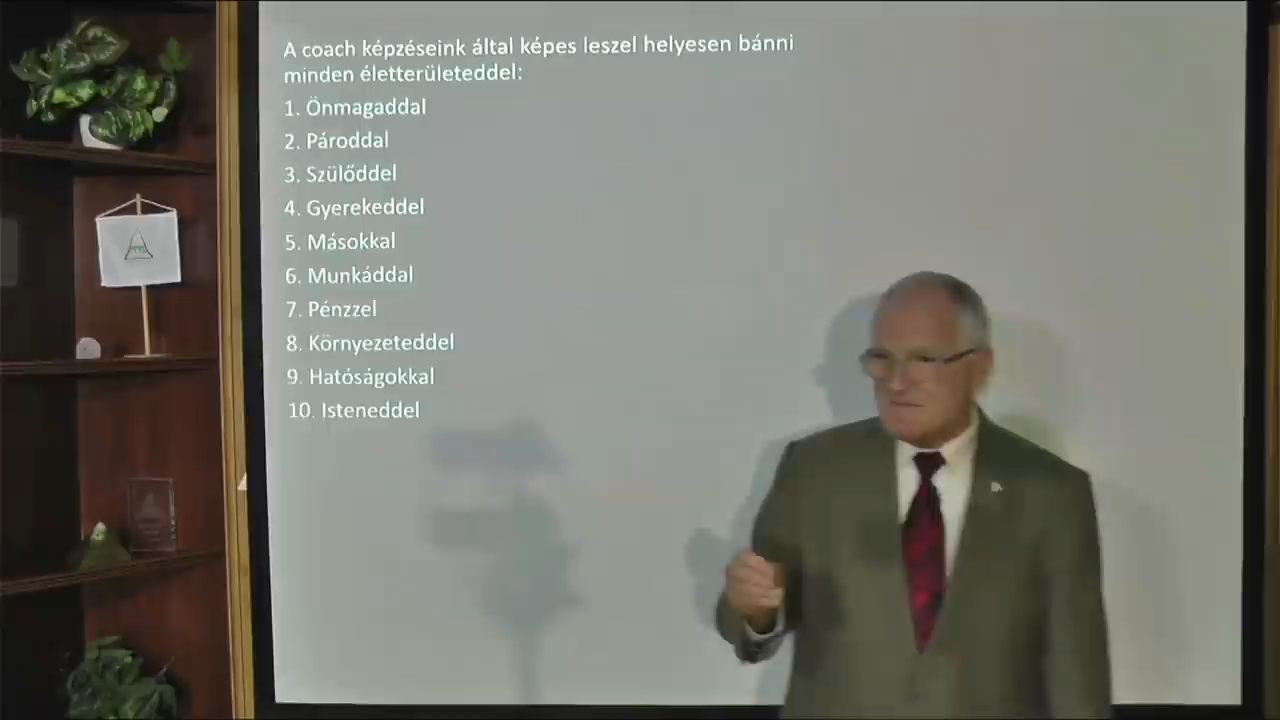 A coach képzéseink által képes leszel helyesen bánni
minden életterületeddel:
1. Önmagaddal
2. Pároddal
3. Szülőddel
4. Gyerekeddel
5. Másokkal
6. Munkáddal
7. Pénzzel
8. Környezeteddel
9. Hatóságokkal
10. Isteneddel